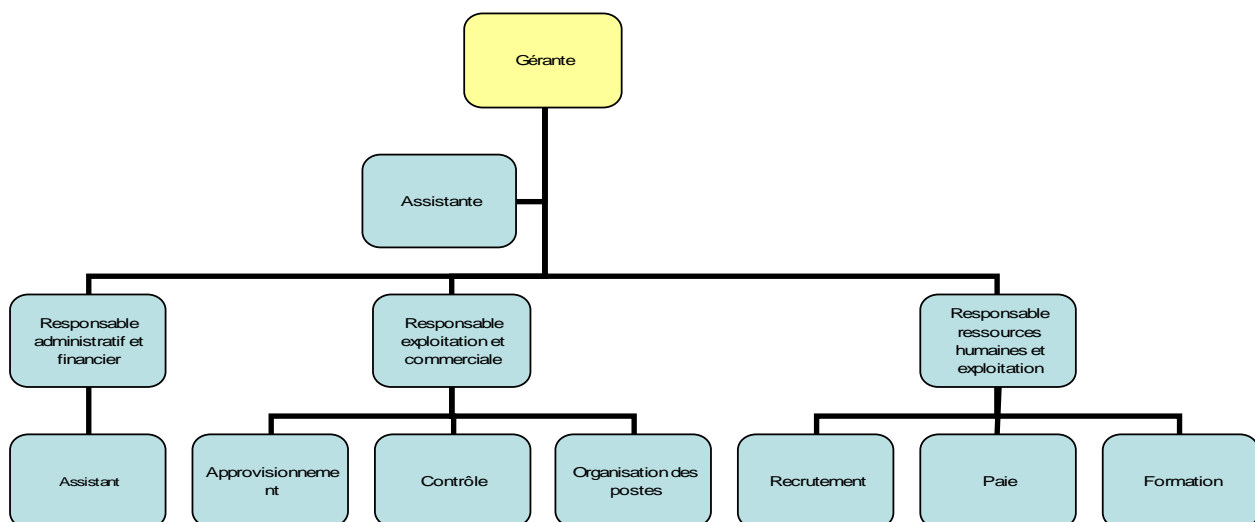 Gérante
Assistante
Responsable
administratif et
financier
Responsable
exploitation et
commerciale
Responsable
ressources
humaines et
exploitation
Assistant
Approvisionneme
nt
Contrôle
Organisation des
postes
Recrutement
Paie
Formation